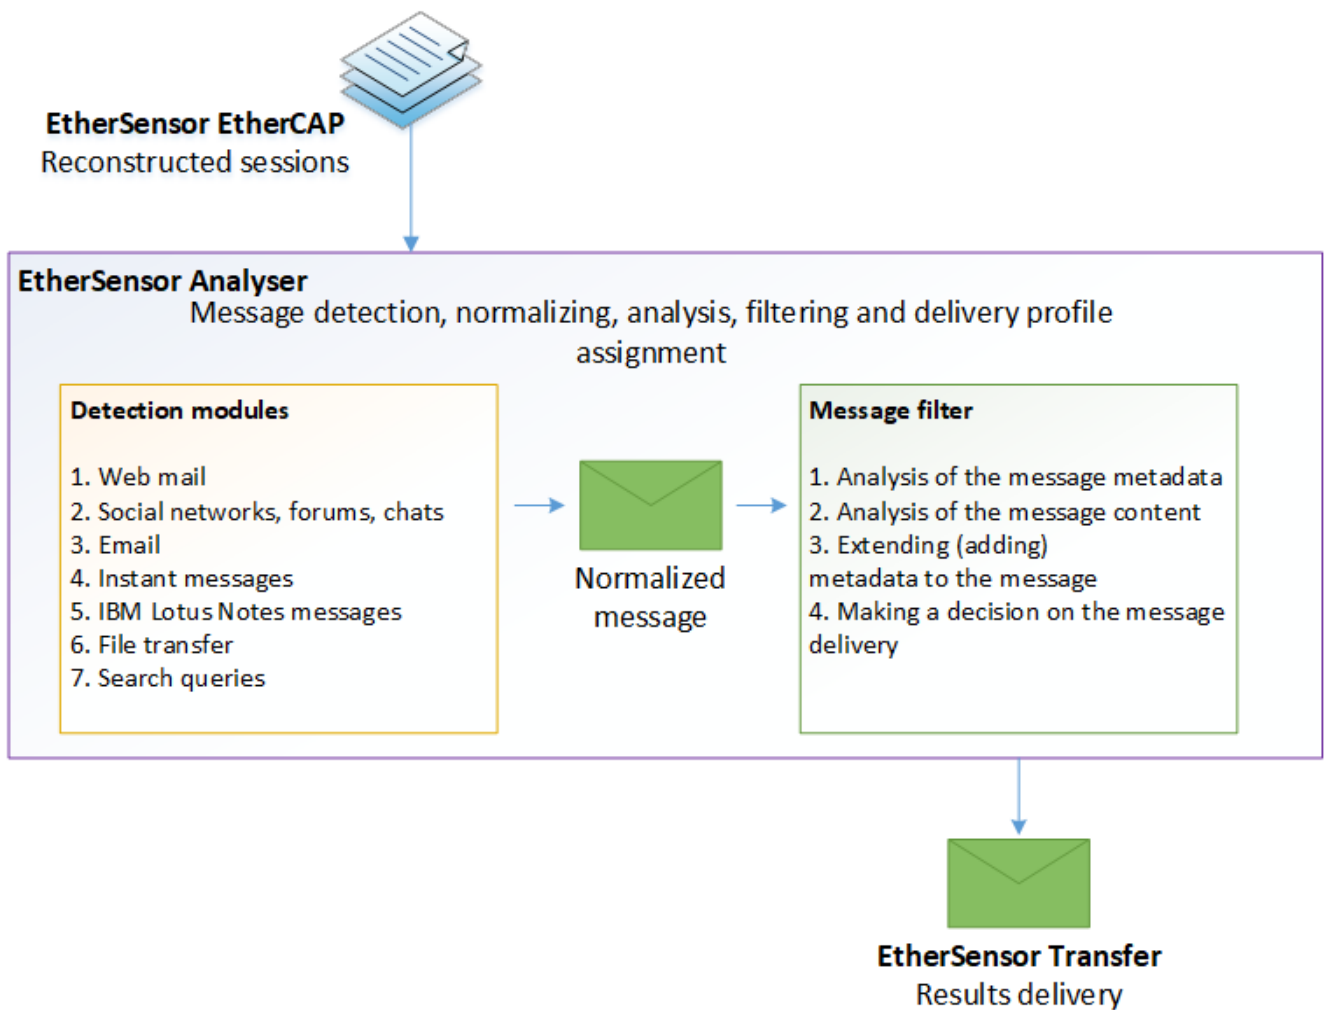 EtherSensor EtherCAP
Reconstructed sessions
EtherSensor Analyser
Message detection, normalizing, analysis, filtering and delivery profile
assignment
Detection modules
1. Web mail
2. Social networks, forums, chats
3. Email
4. Instant messages
5. IBM Lotus Notes messages
6. File transfer
7. Search queries
Normalized
message
Message filter
1. Analysis of the message metadata
2. Analysis of the message content
3. Extending (adding)
metadata to the message
4. Making a decision on the message
delivery
EtherSensor Transfer
Results delivery